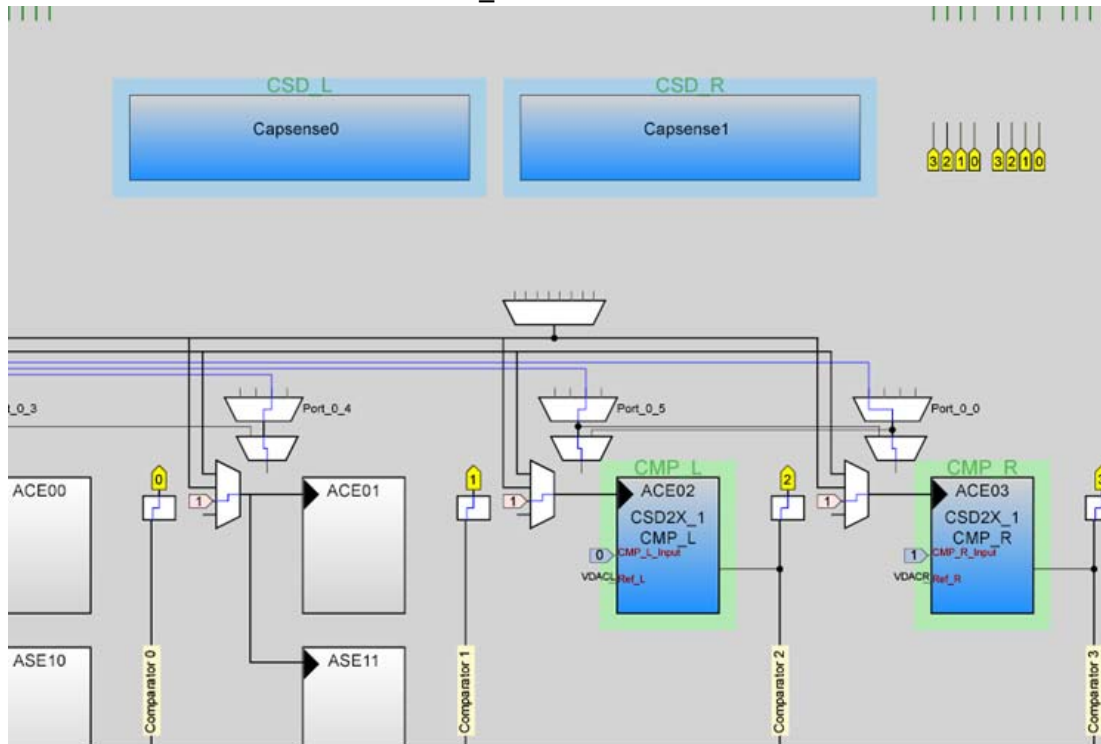 CSD_L
CSD_R
Capsense0
Capsense1
3 2 1 0 3 2 1 0
t_0_3
Port_0_4
Port_0_5
Port_0_0
CMP_L
CMP_R
0
1
2
3
ACE00
ACE01
ACE02
ACE03
1
1
1
CSD2X_1
CMP_L
CSD2X_1
CMP_R
0
CMP_L_Input
1
CMP_R_Input
VDACL
Ref_L
VDACR
Ref_R
ASE10
ASE11
Comparator 0
Comparator 1
Comparator 2
Comparator 3